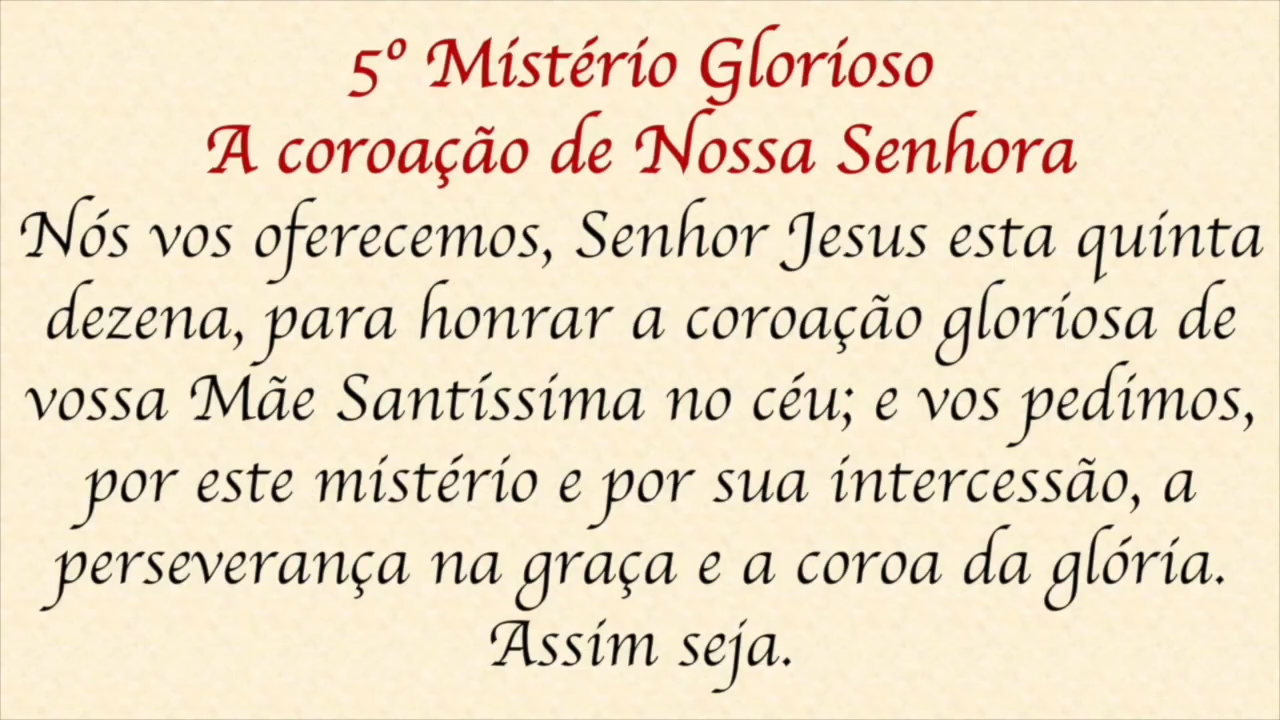 5º Mistério Glorioso
A coroação de Nossa Senhora
Nós vos oferecemos, Senhor Jesus esta quinta
dezena, para honrar a coroação gloriosa de
vossa Mãe Santíssima no céu; e vos pedimos,
por este mistério e por sua intercessão, a
perseverança na graça e a coroa da glória.
Assim seja.